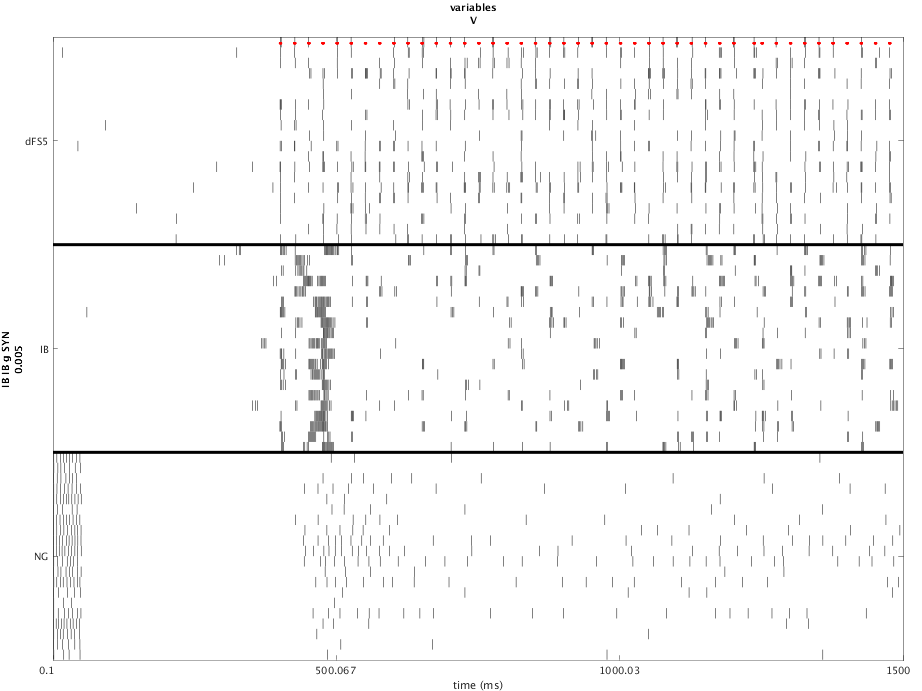 variables
V
dFS5
IB
NG
IB IB g SYN
0.005
0.1
500.067
1000.03
1500
time (ms)